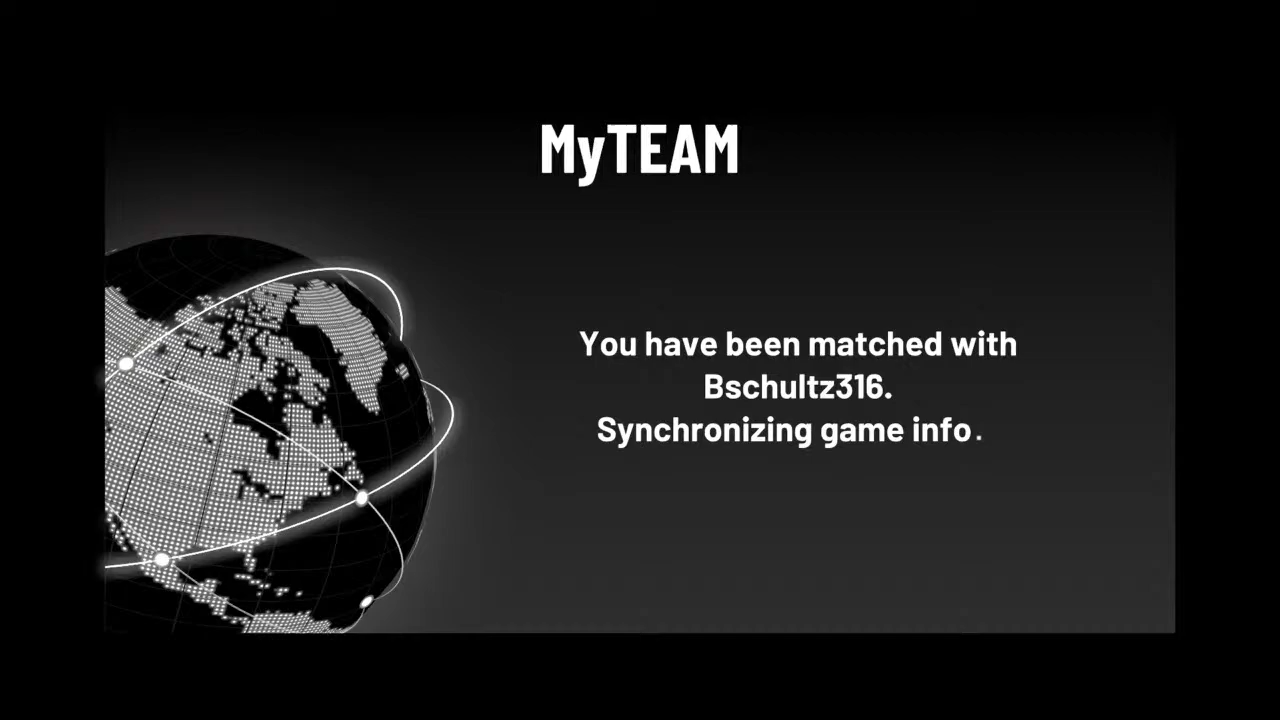 MyTEAM
You have been matched with
Bschultz316.
Synchronizing game info.